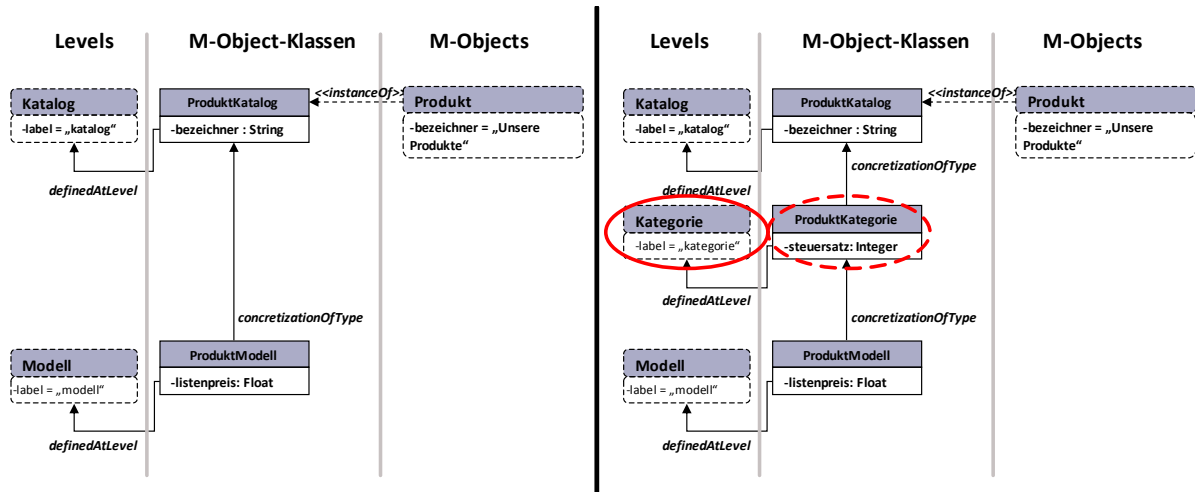 Levels
M-Object-Klassen
M-Objects
<<instanceOf>>
Katalog
-label = „katalog“
ProduktKatalog
-bezeichner : String
Produkt
-bezeichner = „Unsere
Produkte“
definedAtLevel
concretizationOfType
Modell
-label = „modell“
ProduktModell
-listenpreis: Float
definedAtLevel
Levels
M-Object-Klassen
M-Objects
<<instanceOf>>
Katalog
-label = „katalog“
ProduktKatalog
-bezeichner : String
Produkt
-bezeichner = „Unsere
Produkte“
concretizationOfType
definedAtLevel
Kategorie
-label = „kategorie“
ProduktKategorie
-steuersatz: Integer
definedAtLevel
concretizationOfType
Modell
-label = „modell“
ProduktModell
-listenpreis: Float
definedAtLevel